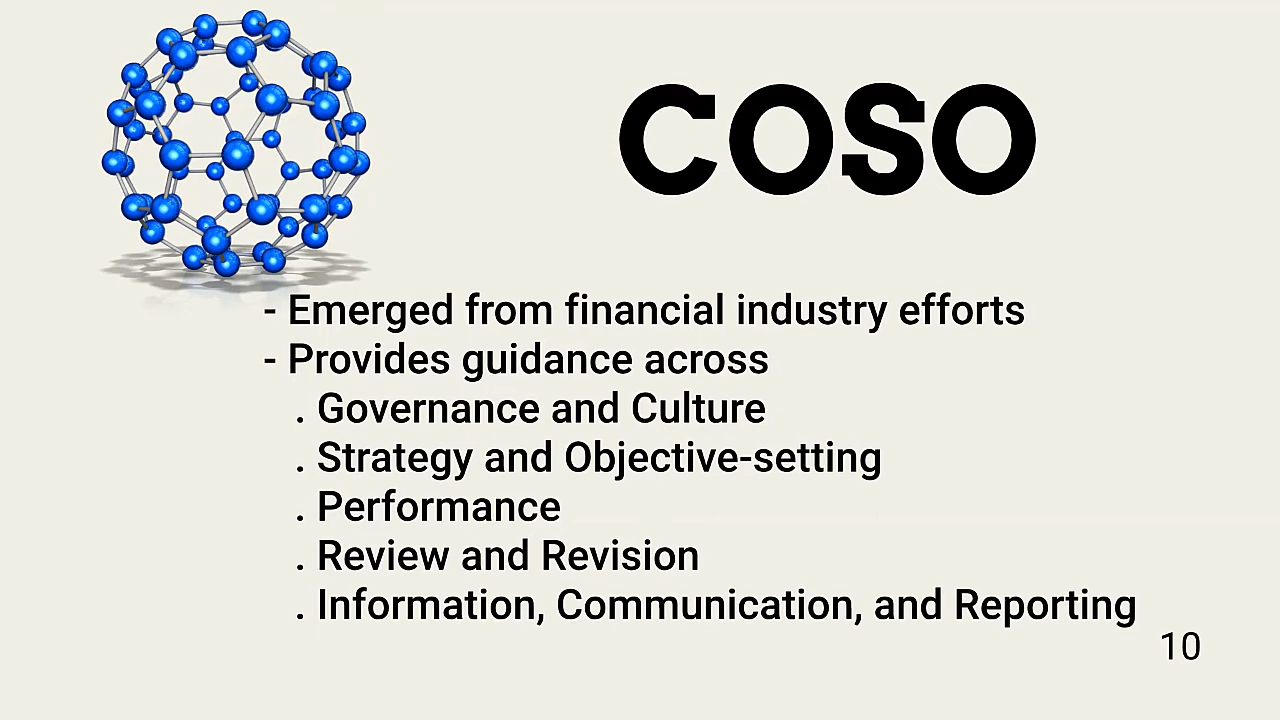 COSO
- Emerged from financial industry efforts
- Provides guidance across
. Governance and Culture
. Strategy and Objective-setting
. Performance
. Review and Revision
. Information, Communication, and Reporting
10